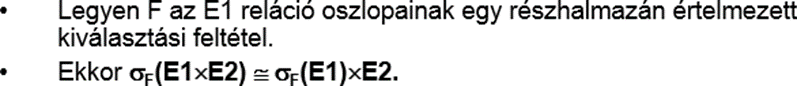 • Legyen F az E1 reláció oszlopainak egy részhalmazán értelmezett
kiválasztási feltétel.
• Ekkor σF(E1×E2) ≅ σF(E1)×E2.